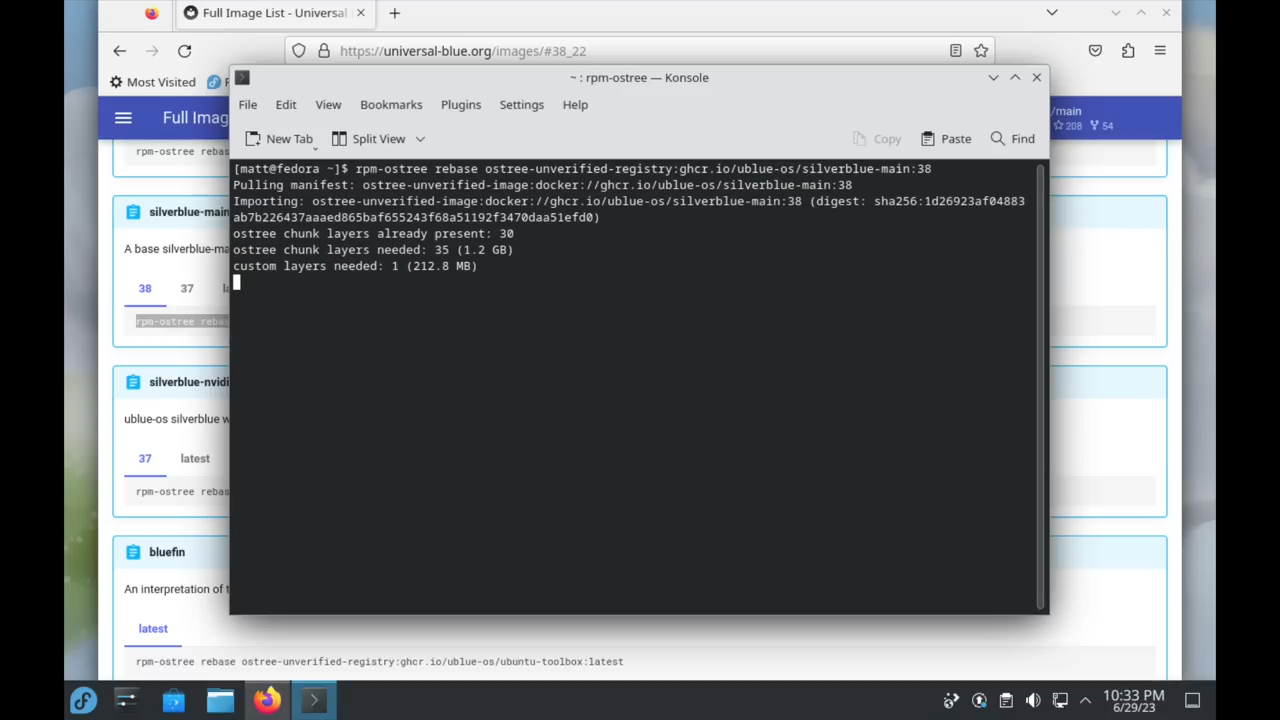 Full Image List - Universal
https://universal-blue.org/images/#38_22
Most Visited
Full Imag
/main
208 54
~ : rpm-ostree — Konsole
File Edit View Bookmarks Plugins Settings Help
New Tab Split View Copy Paste Find
[matt@fedora ~]$ rpm-ostree rebase ostree-unverified-registry:ghcr.io/ublue-os/silverblue-main:38
Pulling manifest: ostree-unverified-image:docker://ghcr.io/ublue-os/silverblue-main:38
Importing: ostree-unverified-image:docker://ghcr.io/ublue-os/silverblue-main:38 (digest: sha256:1d26923af04883
ab7b226437aaaed865baf655243f68a51192f3470daa51efd0)
ostree chunk layers already present: 30
ostree chunk layers needed: 35 (1.2 GB)
custom layers needed: 1 (212.8 MB)
rpm-ostree rebas
silverblue-main
A base silverblue-ma
38 37 la
rpm-ostree rebas
silverblue-nvidi
ublue-os silverblue w
37 latest
rpm-ostree rebas
bluefin
An interpretation of t
latest
rpm-ostree rebase ostree-unverified-registry:ghcr.io/ublue-os/ubuntu-toolbox:latest
10:33 PM
6/29/23